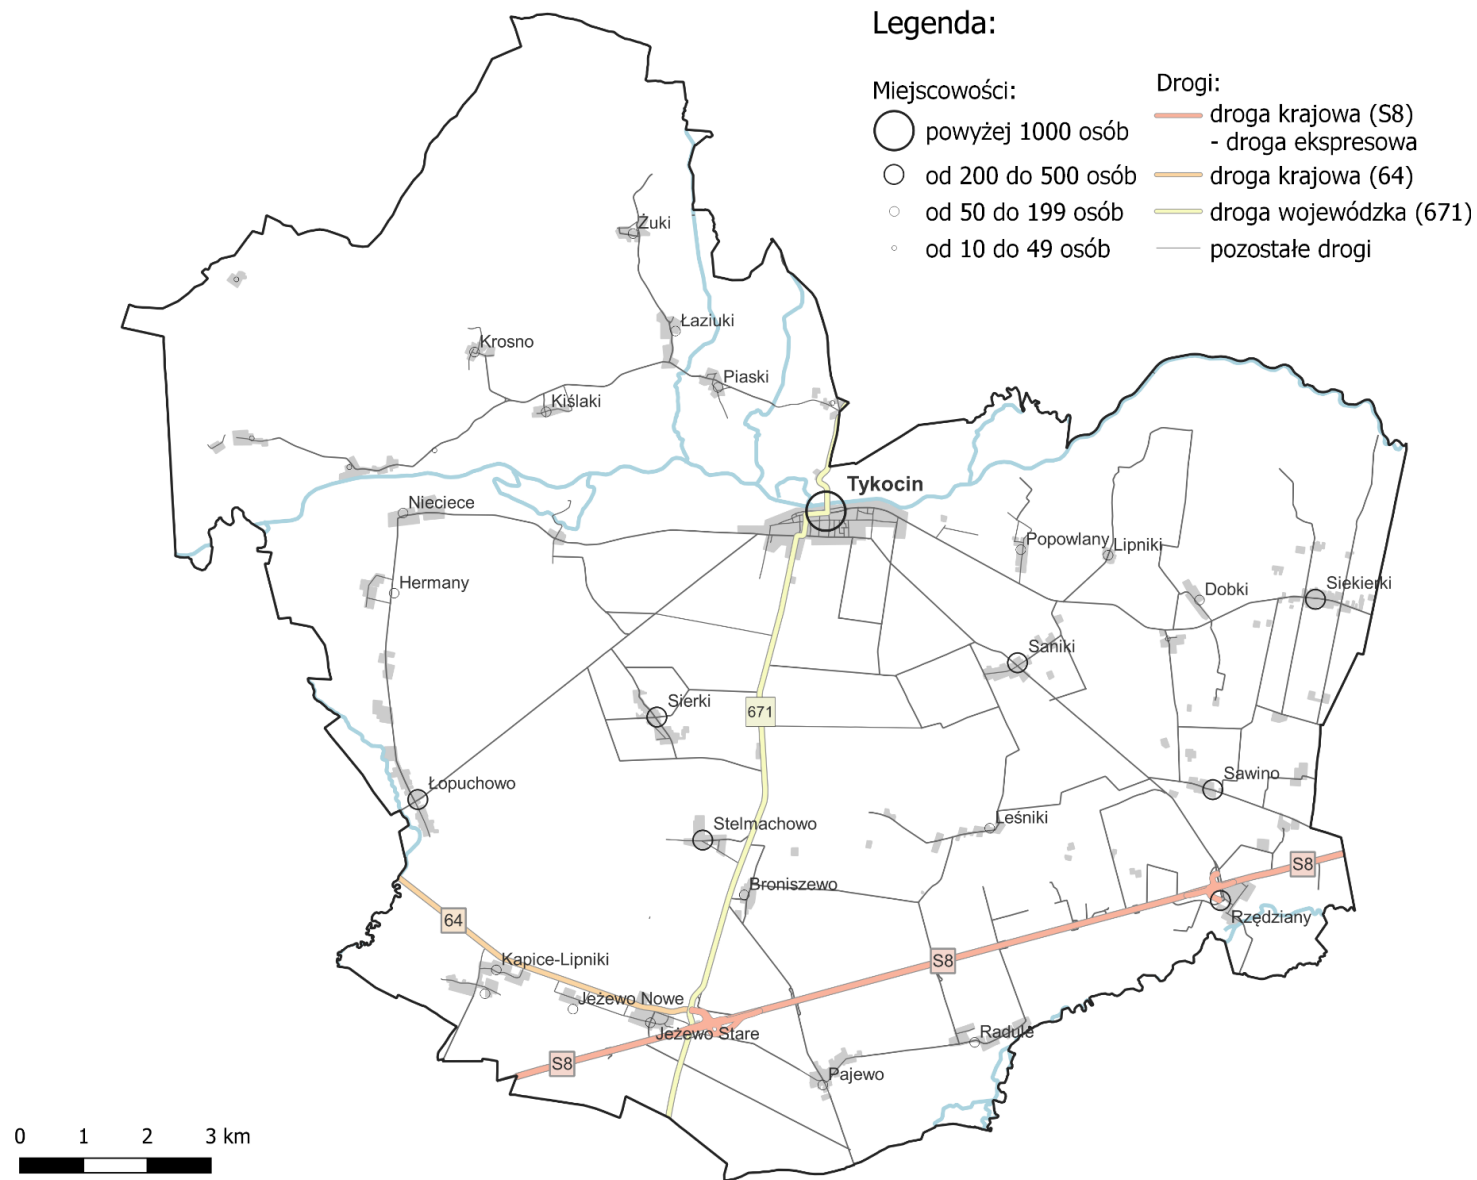 Legenda:
Miejscowości:
powyżej 1000 osób
od 200 do 500 osób
od 50 do 199 osób
od 10 do 49 osób
Drogi:
droga krajowa (S8)
- droga ekspresowa
droga krajowa (64)
droga wojewódzka (671)
pozostałe drogi
Żuki
Łaziuki
Krosno
Piaski
Kiślaki
Tykocin
Nieciece
Popowlany
Lipniki
Hermany
Dobki
Siekierki
Saniki
Sierki
671
Sawino
Łopuchowo
Stelmachowo
Leśniki
S8
Broniszewo
64
Rzędziany
Kapice-Lipniki
S8
Jeżewo Nowe
Jeżewo Stare
Radule
S8
Pajewo
0 1 2 3 km